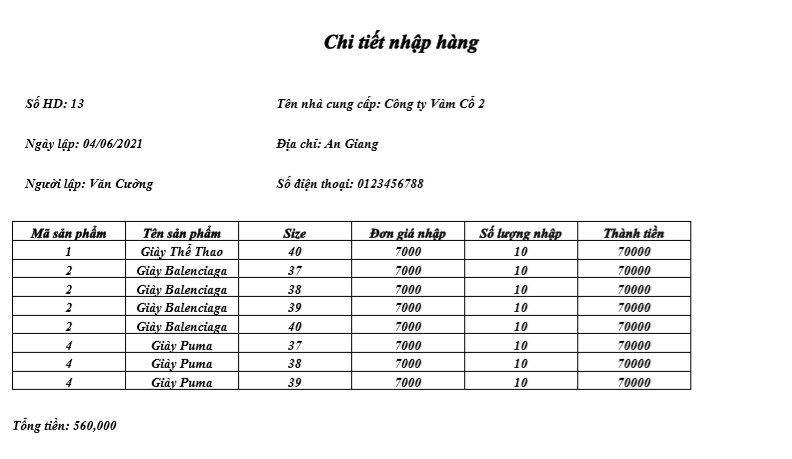 Chi tiết nhập hàng
Số HD: 13 Tên nhà cung cấp: Công ty Vàm Cỏ 2
Ngày lập: 04/06/2021 Địa chỉ: An Giang
Người lập: Văn Cường Số điện thoại: 0123456788
Mã sản phẩm Tên sản phẩm Size Đơn giá nhập Số lượng nhập Thành tiền
1 Giày Thể Thao 40 7000 10 70000
2 Giày Balenciaga 37 7000 10 70000
2 Giày Balenciaga 38 7000 10 70000
2 Giày Balenciaga 39 7000 10 70000
2 Giày Balenciaga 40 7000 10 70000
4 Giày Puma 37 7000 10 70000
4 Giày Puma 38 7000 10 70000
4 Giày Puma 39 7000 10 70000
Tổng tiền: 560,000